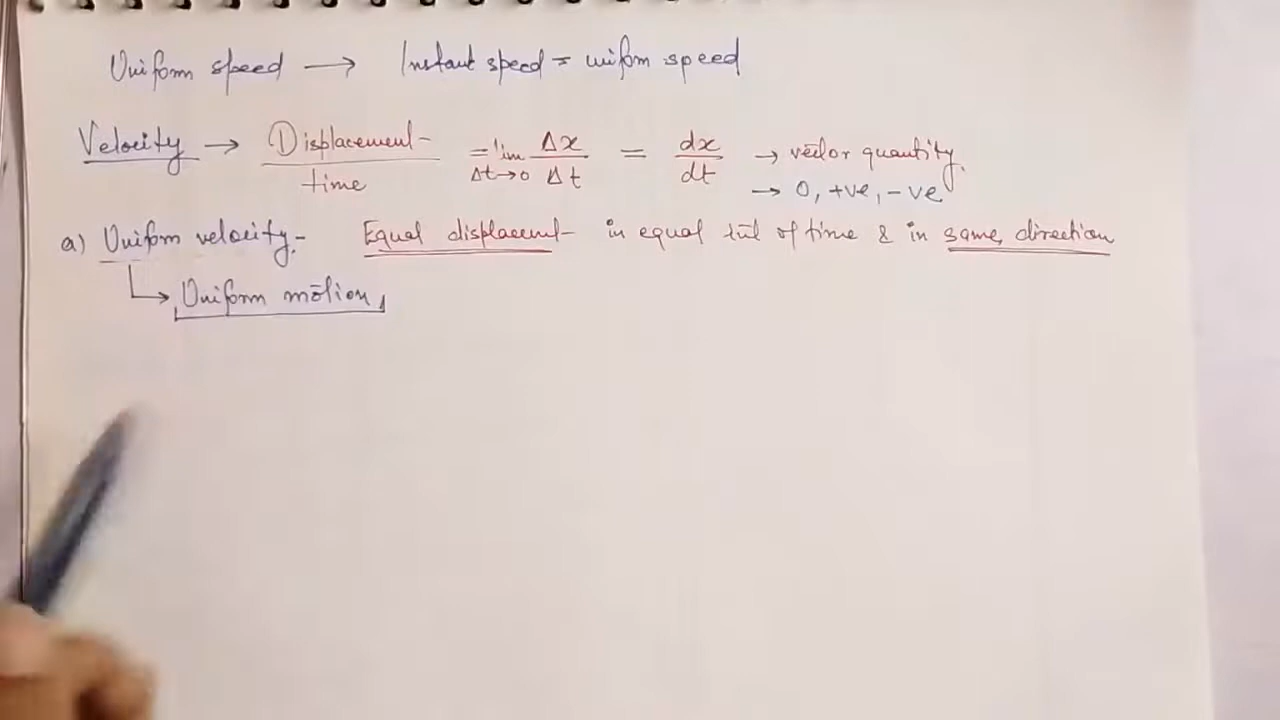 Uniform speed → Instant speed = uniform speed
Velocity → Displacement / time = lim Δt→0 Δx / Δt = dx / dt → vector quantity.
→ 0, +ve, -ve
a) Uniform velocity - Equal displacement in equal int of time & in same direction
Uniform motion